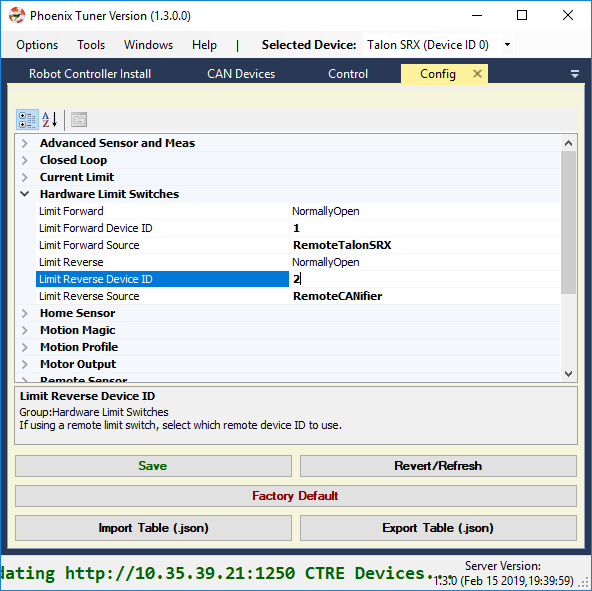 Phoenix Tuner Version (1.3.0.0)
Options Tools Windows Help | Selected Device: Talon SRX (Device ID 0)
Robot Controller Install CAN Devices Control Config
Advanced Sensor and Meas
Closed Loop
Current Limit
Hardware Limit Switches
Limit Forward NormallyOpen
Limit Forward Device ID 1
Limit Forward Source RemoteTalonSRX
Limit Reverse NormallyOpen
Limit Reverse Device ID 2
Limit Reverse Source RemoteCANifier
Home Sensor
Motion Magic
Motion Profile
Motor Output
Remote Sensor
Limit Reverse Device ID
Group:Hardware Limit Switches
If using a remote limit switch, select which remote device ID to use.
Save Revert/Refresh
Factory Default
Import Table (.json) Export Table (.json)
dating http://10.35.39.21:1250 CTRE Devices...
Server Version:
1.3.0 (Feb 15 2019,19:39:59)